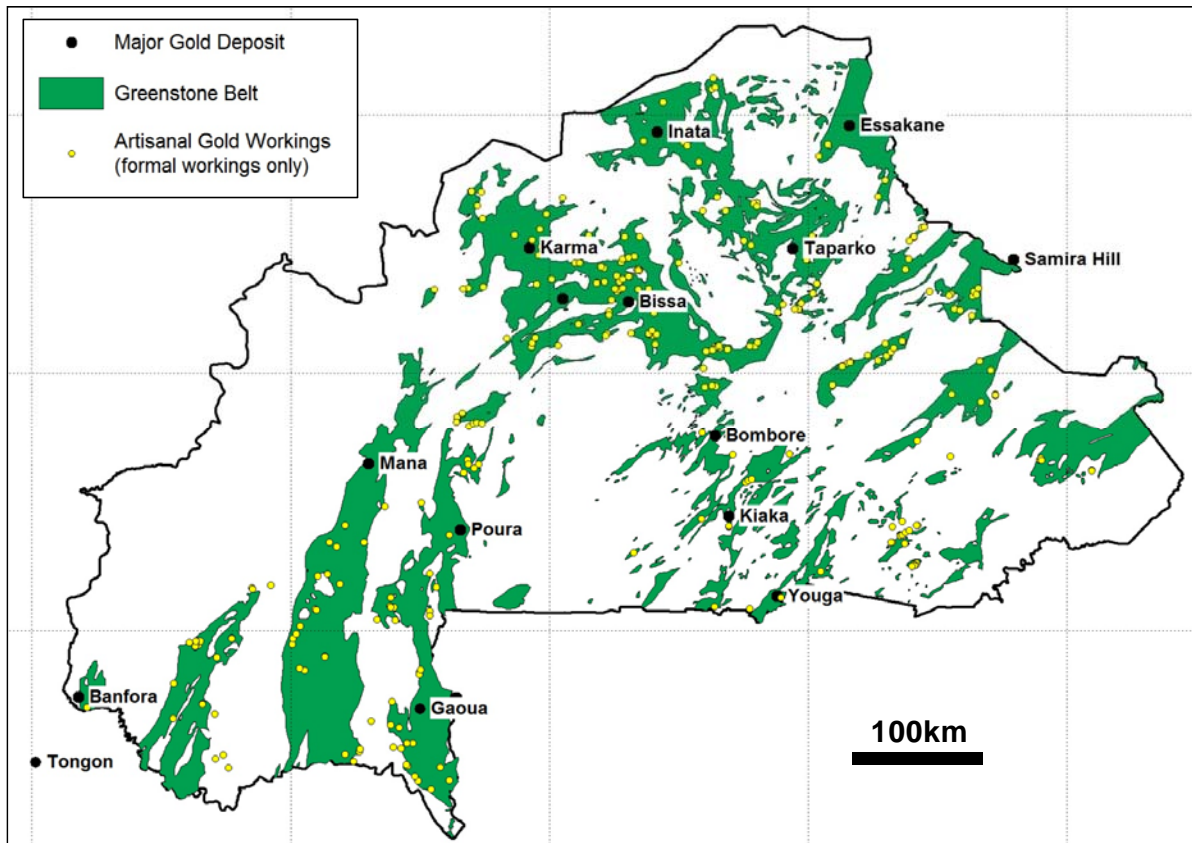 Major Gold Deposit
Greenstone Belt
Artisanal Gold Workings
(formal workings only)
Inata
Essakane
Karma
Taparko
Samira Hill
Bissa
Bombore
Mana
Kiaka
Poura
Youga
Banfora
Gaoua
100km
Tongon